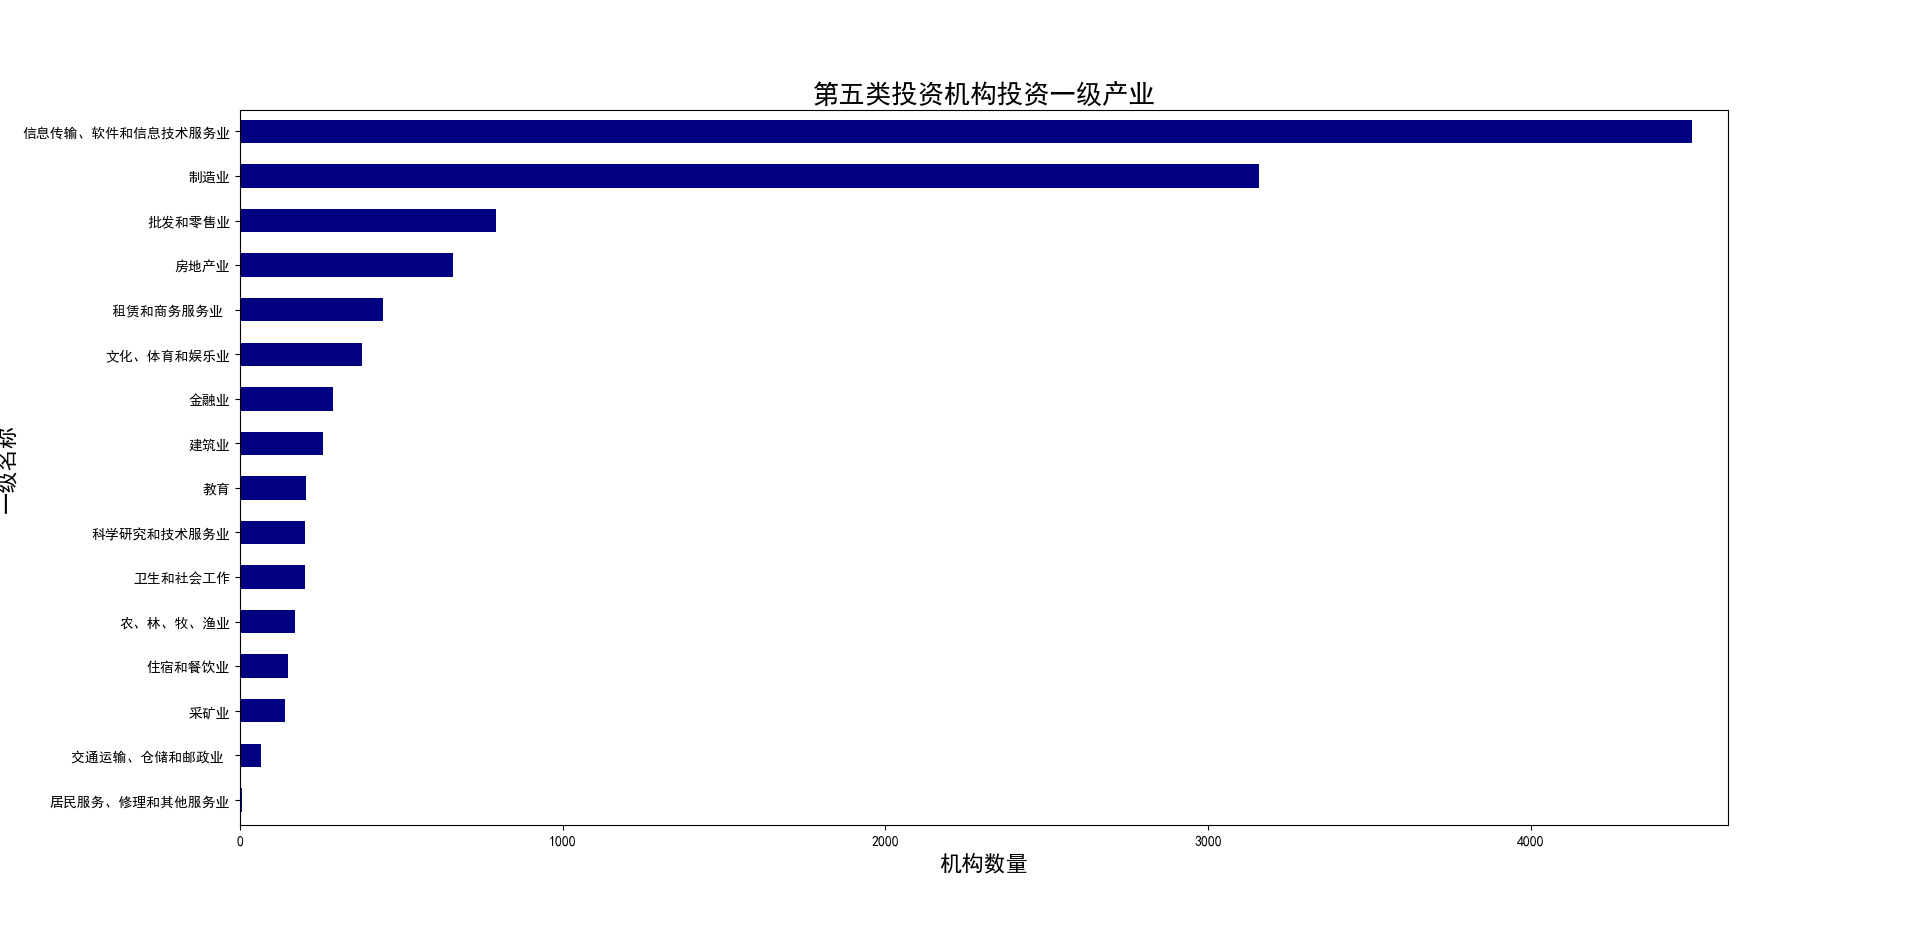 第五类投资机构投资一级产业
信息传输、软件和信息技术服务业
制造业
批发和零售业
房地产业
租赁和商务服务业
文化、体育和娱乐业
金融业
建筑业
教育
科学研究和技术服务业
卫生和社会工作
农、林、牧、渔业
住宿和餐饮业
采矿业
交通运输、仓储和邮政业
居民服务、修理和其他服务业
一级名称
0 1000 2000 3000 4000
机构数量